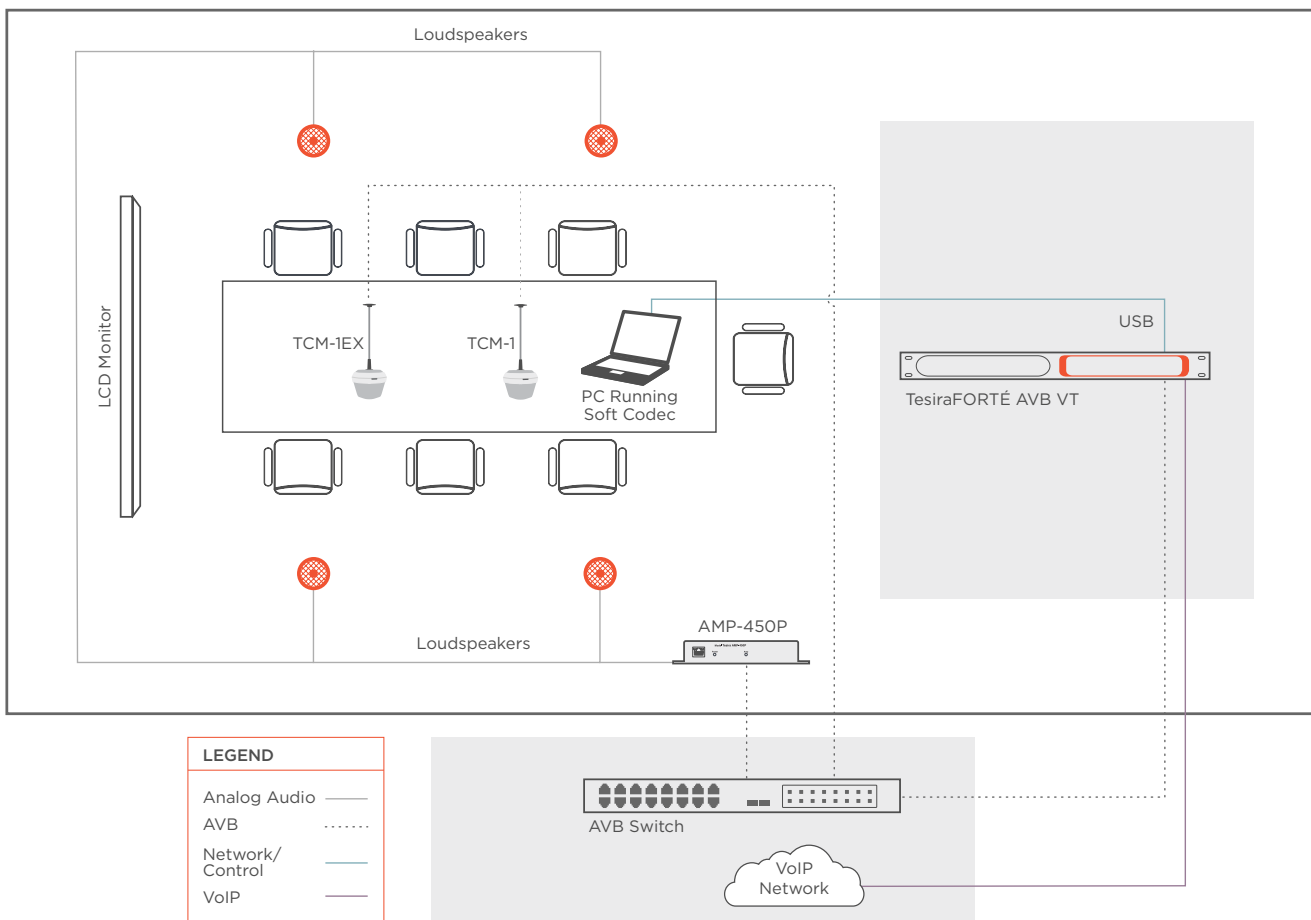 Loudspeakers
LCD Monitor
TCM-1EX
TCM-1
PC Running
Soft Codec
USB
TesiraFORTÉ AVB VT
Loudspeakers
AMP-450P
LEGEND
Analog Audio
AVB
Network/
Control
VoIP
AVB Switch
VoIP
Network